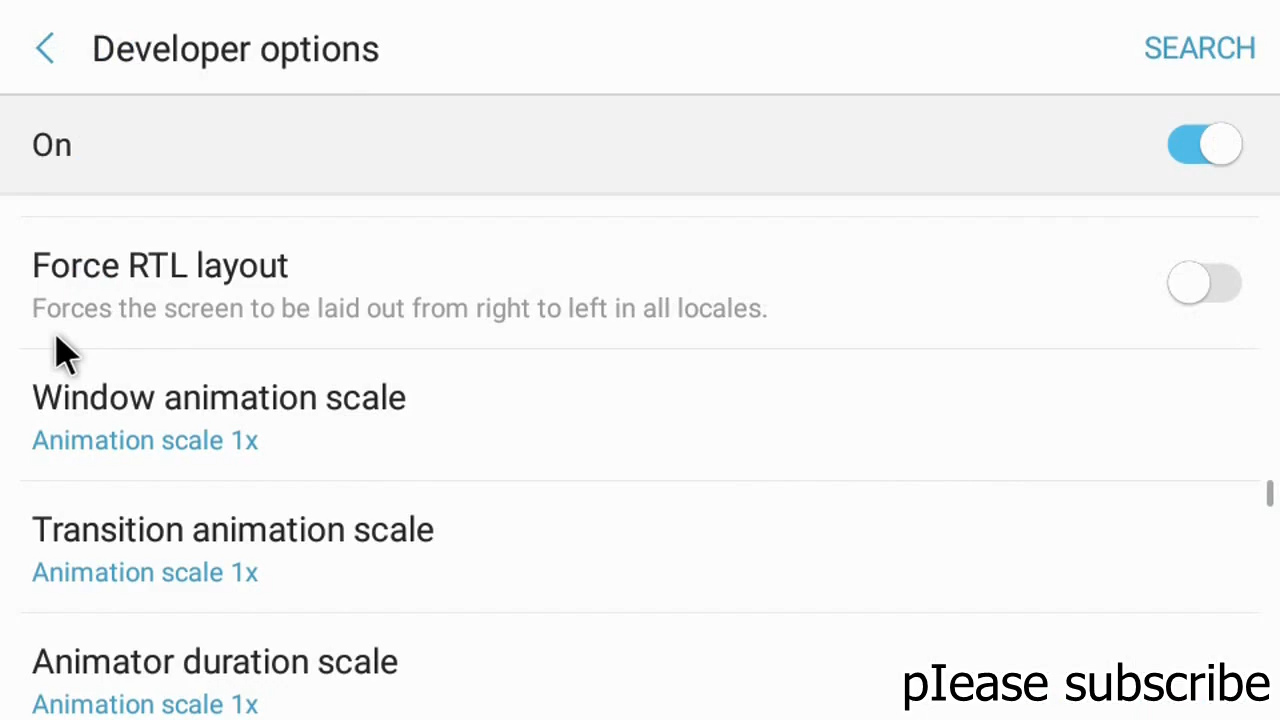 Developer options
SEARCH
On
Force RTL layout
Forces the screen to be laid out from right to left in all locales.
Window animation scale
Animation scale 1x
Transition animation scale
Animation scale 1x
Animator duration scale
Animation scale 1x
pIease subscribe